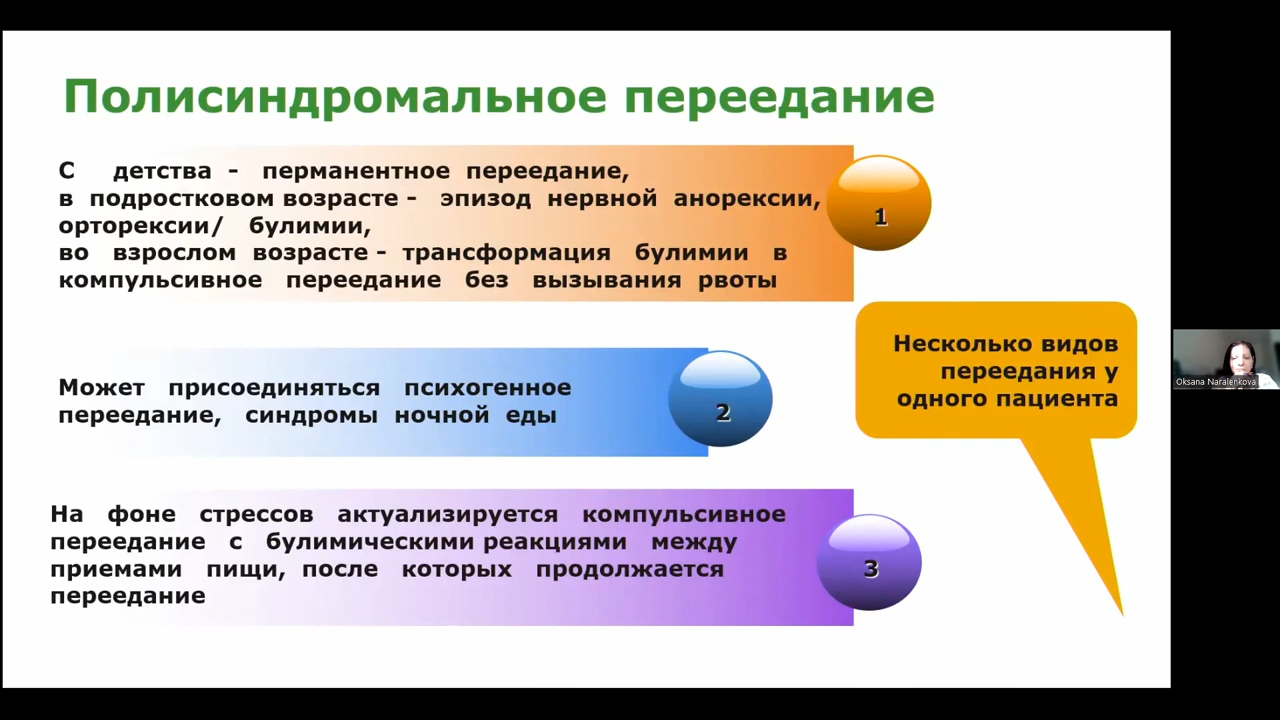 Полисиндромальное переедание
С детства - перманентное переедание,
в подростковом возрасте - эпизод нервной анорексии,
орторексии/ булимии,
во взрослом возрасте - трансформация булимии в
компульсивное переедание без вызывания рвоты
1
Несколько видов
переедания у
одного пациента
Может присоединяться психогенное
переедание, синдромы ночной еды
2
На фоне стрессов актуализируется компульсивное
переедание с булимическими реакциями между
приемами пищи, после которых продолжается
переедание
3
Oksana Naralenkova